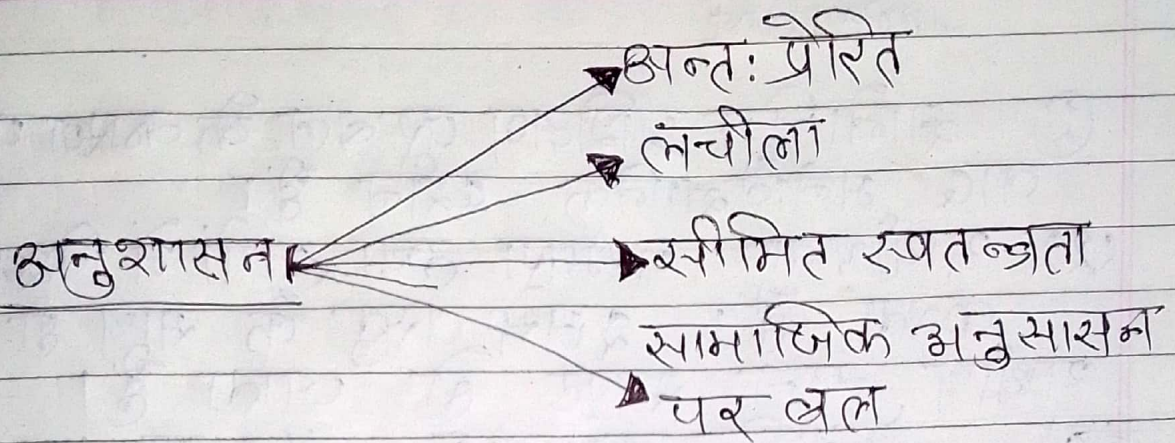 अन्त: प्रेरित
लचीला
अनुशासन
सीमित स्वतन्त्रता
सामाजिक अनुसासन
पर बल